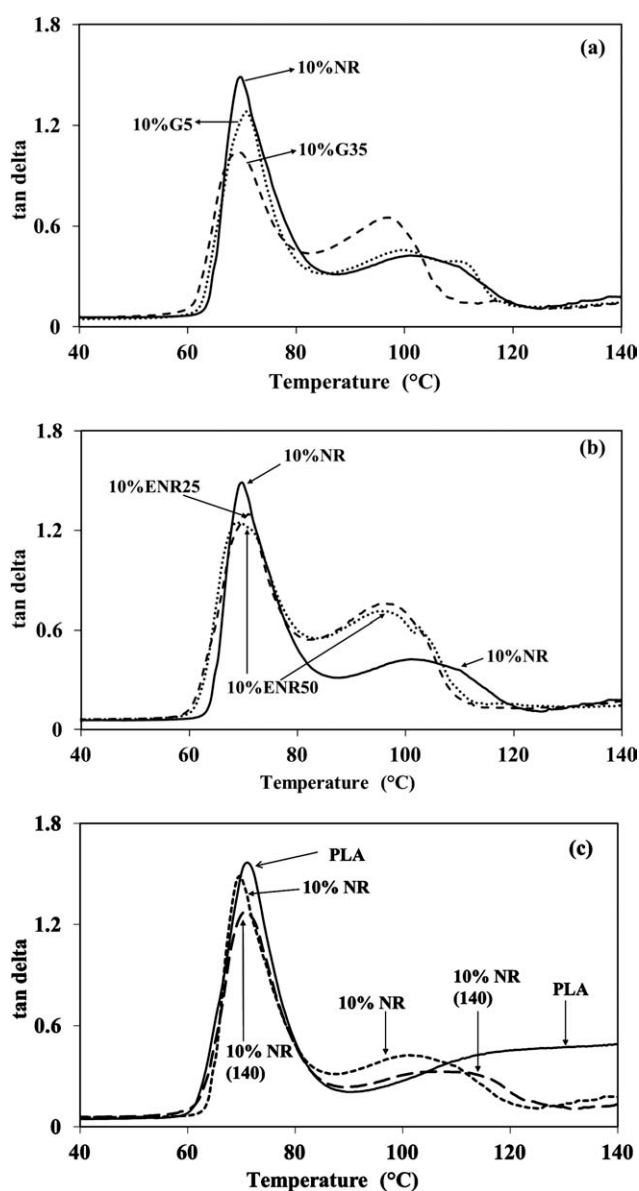 1.8
(a)
10%NR
10%G5
1.2
10%G35
tan delta
0.6
0
40 60 80 100 120 140
Temperature (°C)
1.8
(b)
10%NR
10%ENR25
1.2
tan delta
0.6
10%NR
10%ENR50
0
40 60 80 100 120 140
Temperature (°C)
1.8
(c)
PLA
10% NR
1.2
tan delta
10% NR
(140)
10% NR
PLA
0.6
10% NR
(140)
0
40 60 80 100 120 140
Temperature (°C)